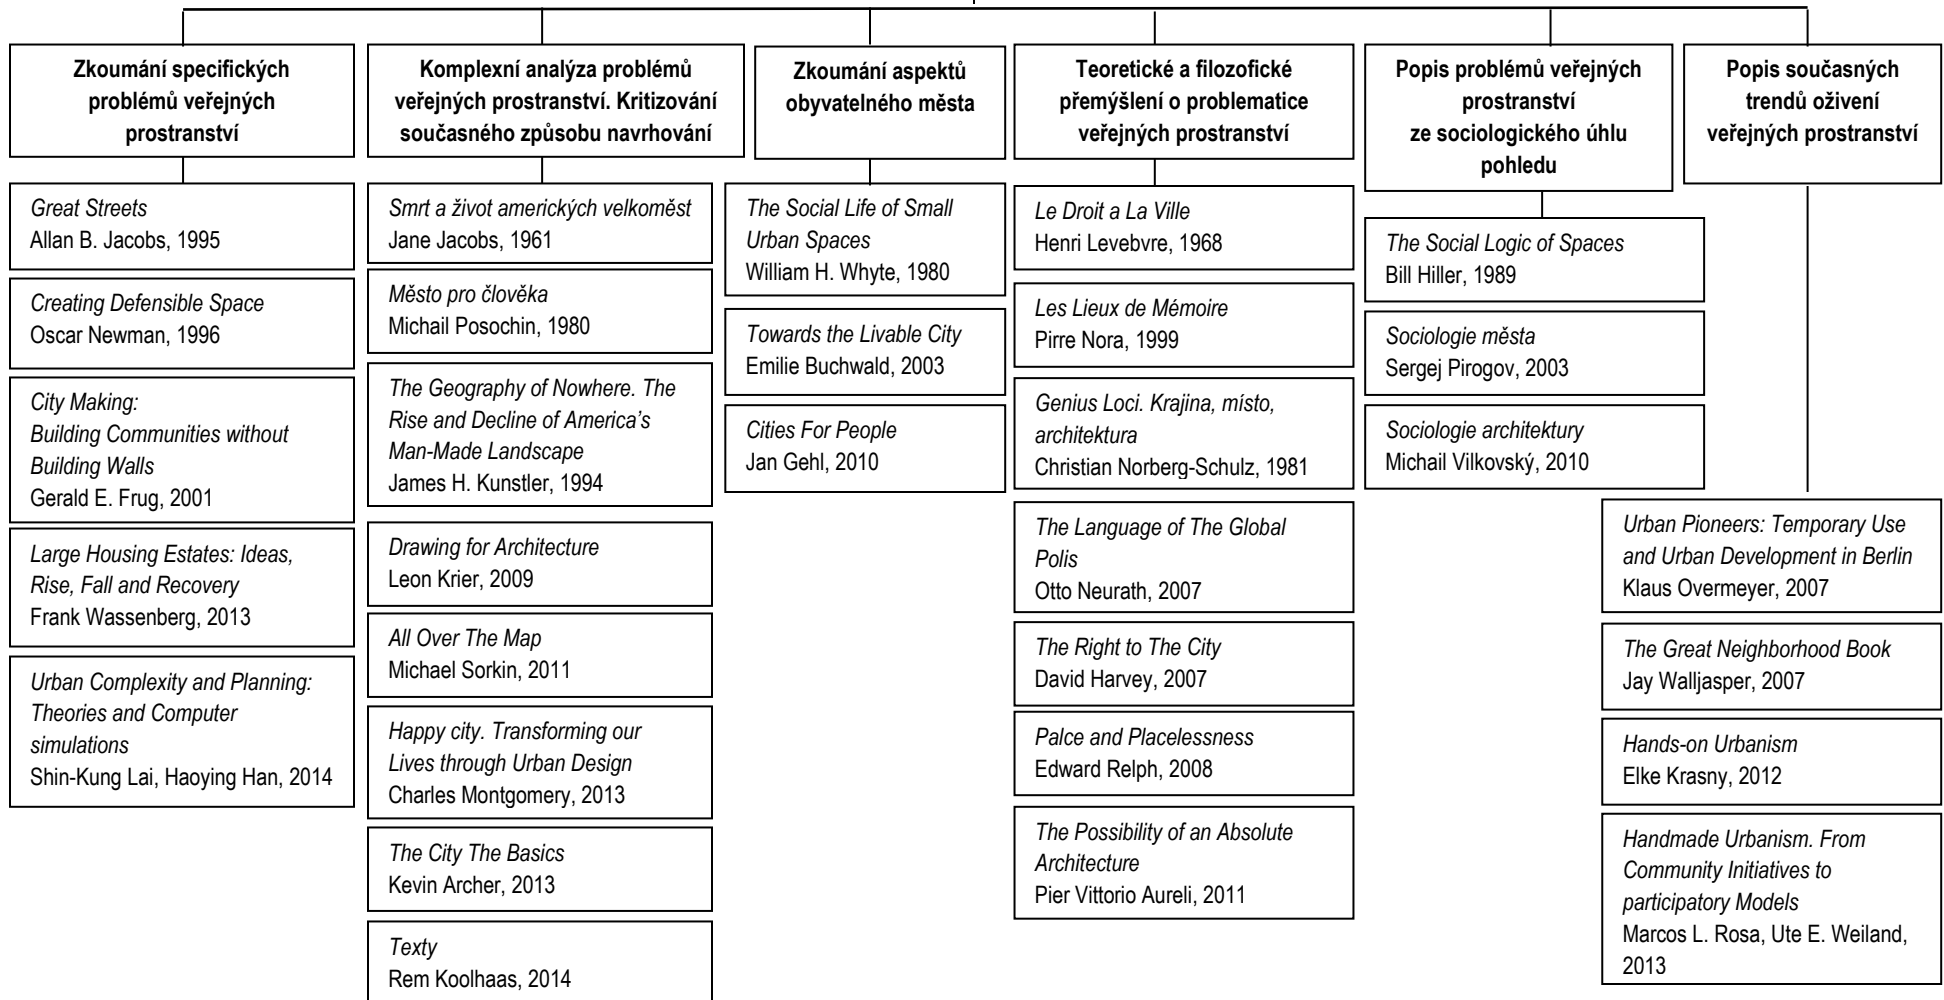 Zkoumání specifických
problémů veřejných
prostranství
Great Streets
Allan B. Jacobs, 1995
Creating Defensible Space
Oscar Newman, 1996
City Making:
Building Communities without
Building Walls
Gerald E. Frug, 2001
Large Housing Estates: Ideas,
Rise, Fall and Recovery
Frank Wassenberg, 2013
Urban Complexity and Planning:
Theories and Computer
simulations
Shin-Kung Lai, Haoying Han, 2014
Komplexní analýza problémů
veřejných prostranství. Kritizování
současného způsobu navrhování
Smrt a život amerických velkoměst
Jane Jacobs, 1961
Město pro člověka
Michail Posochin, 1980
The Geography of Nowhere. The
Rise and Decline of America's
Man-Made Landscape
James H. Kunstler, 1994
Drawing for Architecture
Leon Krier, 2009
All Over The Map
Michael Sorkin, 2011
Happy city. Transforming our
Lives through Urban Design
Charles Montgomery, 2013
The City The Basics
Kevin Archer, 2013
Texty
Rem Koolhaas, 2014
Zkoumání aspektů
obyvatelného města
The Social Life of Small
Urban Spaces
William H. Whyte, 1980
Towards the Livable City
Emilie Buchwald, 2003
Cities For People
Jan Gehl, 2010
Teoretické a filozofické
přemýšlení o problematice
veřejných prostranství
Le Droit a La Ville
Henri Levebvre, 1968
Les Lieux de Mémoire
Pirre Nora, 1999
Genius Loci. Krajina, místo,
architektura
Christian Norberg-Schulz, 1981
The Language of The Global
Polis
Otto Neurath, 2007
The Right to The City
David Harvey, 2007
Palce and Placelessness
Edward Relph, 2008
The Possibility of an Absolute
Architecture
Pier Vittorio Aureli, 2011
Popis problémů veřejných
prostranství
ze sociologického úhlu
pohledu
The Social Logic of Spaces
Bill Hiller, 1989
Sociologie města
Sergej Pirogov, 2003
Sociologie architektury
Michail Vilkovský, 2010
Popis současných
trendů oživení
veřejných prostranství
Urban Pioneers: Temporary Use
and Urban Development in Berlin
Klaus Overmeyer, 2007
The Great Neighborhood Book
Jay Walljasper, 2007
Hands-on Urbanism
Elke Krasny, 2012
Handmade Urbanism. From
Community Initiatives to
participatory Models
Marcos L. Rosa, Ute E. Weiland,
2013